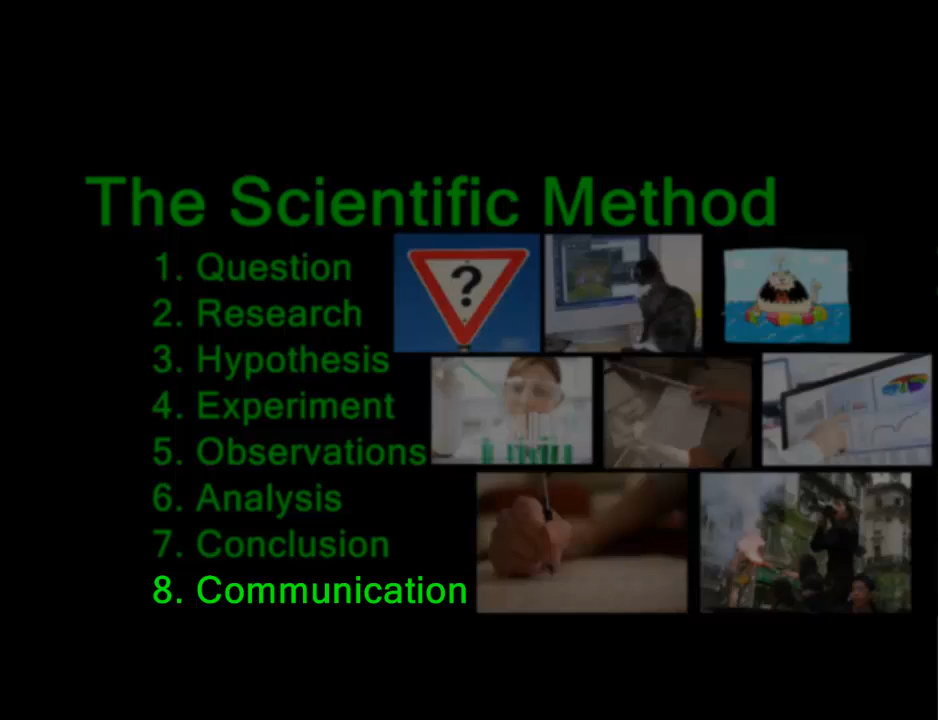 The Scientific Method
1. Question
2. Research
3. Hypothesis
4. Experiment
5. Observations
6. Analysis
7. Conclusion
8. Communication
?